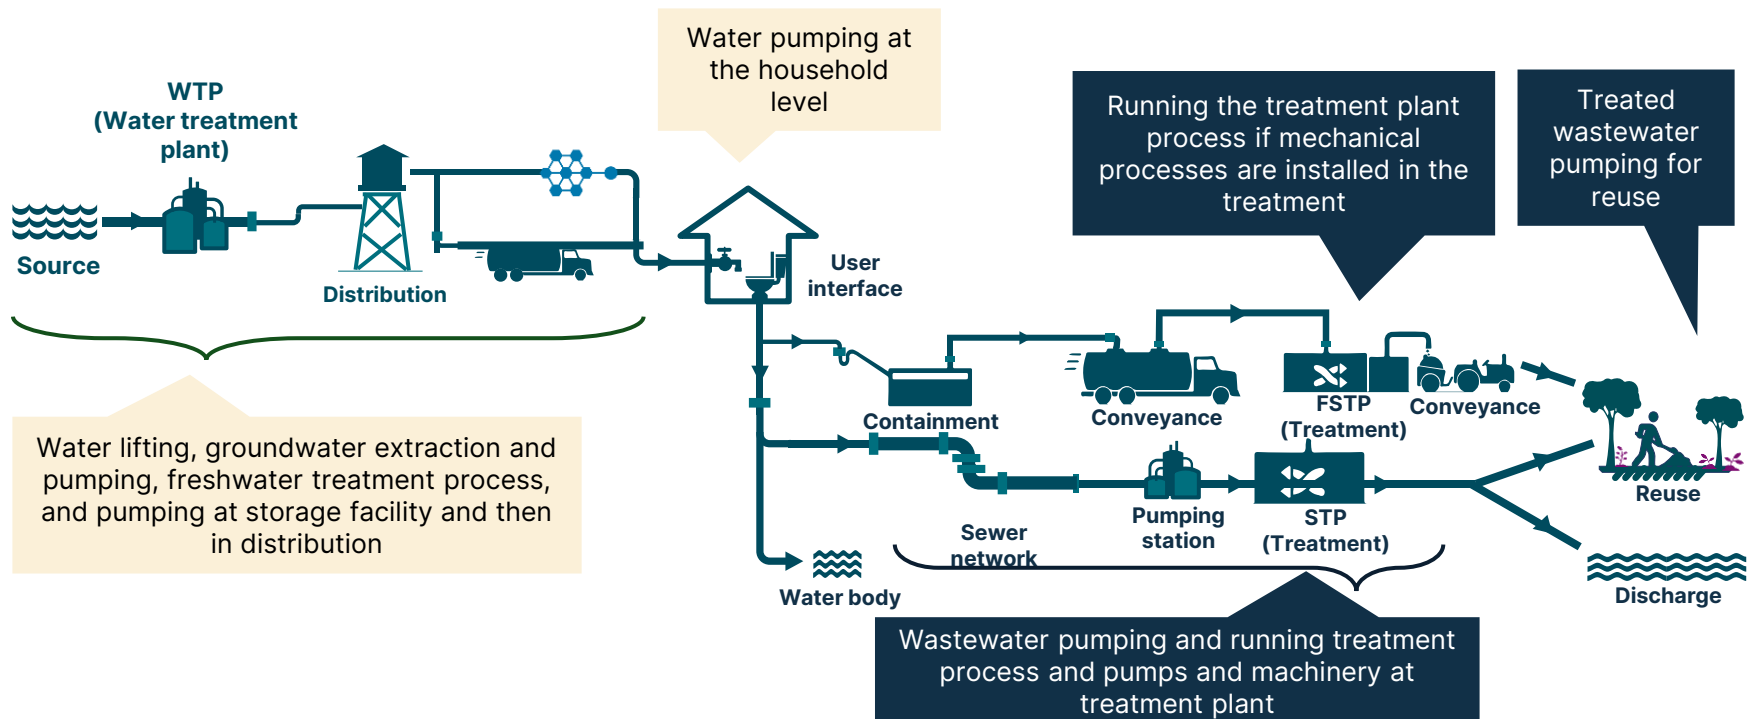 Water pumping at
the household
level
WTP
(Water treatment
plant)
Running the treatment plant
process if mechanical
processes are installed in the
treatment
Treated
wastewater
pumping for
reuse
Source
Distribution
User
interface
Containment
Conveyance
FSTP
(Treatment)
Conveyance
Water lifting, groundwater extraction and
pumping, freshwater treatment process,
and pumping at storage facility and then
in distribution
Reuse
Sewer
network
Pumping
station
STP
(Treatment)
Water body
Discharge
Wastewater pumping and running treatment
process and pumps and machinery at
treatment plant